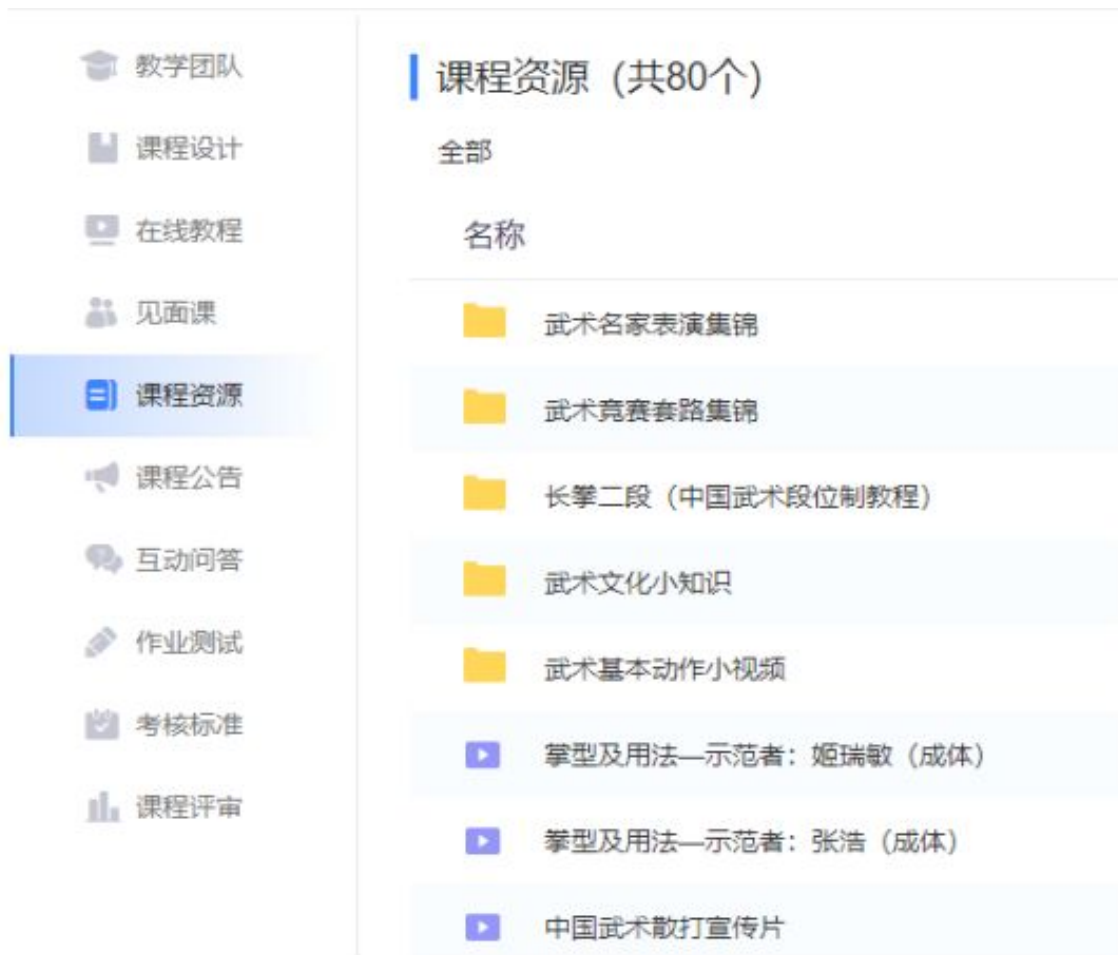 教学团队
课程设计
在线教程
见面课
课程资源
课程公告
互动问答
作业测试
考核标准
课程评审
课程资源（共80个）
全部
名称
武术名家表演集锦
武术竞赛套路集锦
长拳二段（中国武术段位制教程）
武术文化小知识
武术基本动作小视频
掌型及用法—示范者：姬瑞敏（成体）
拳型及用法—示范者：张浩（成体）
中国武术散打宣传片